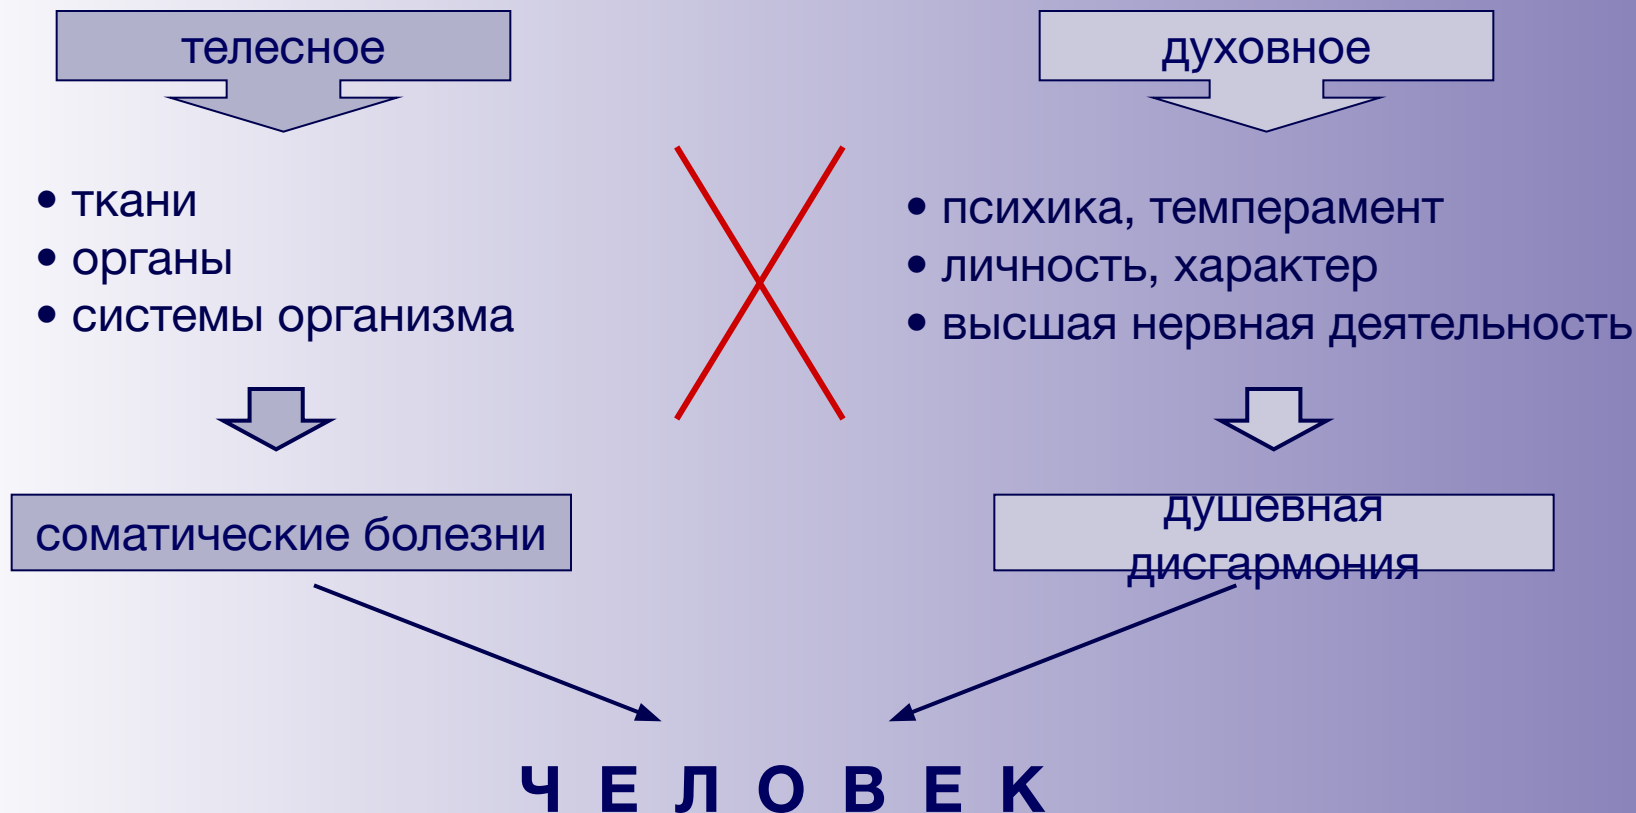 телесное
• ткани
• органы
• системы организма
соматические болезни
духовное
• психика, темперамент
• личность, характер
• высшая нервная деятельность
душевная
дисгармония
Ч Е Л О В Е К